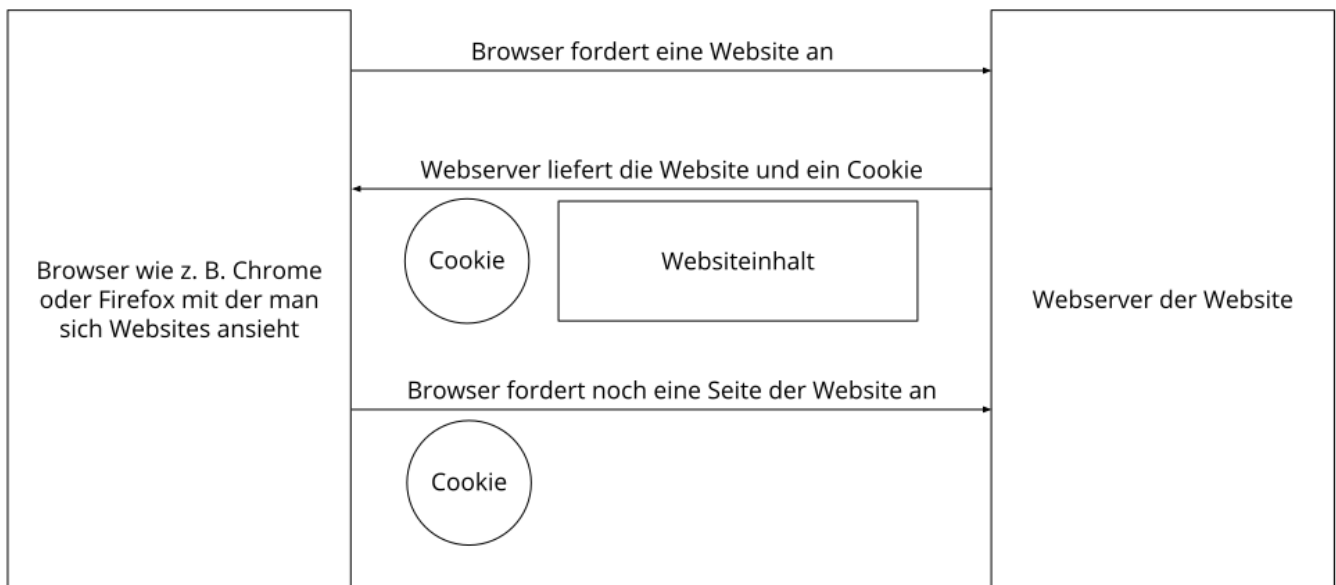 Browser fordert eine Website an
Webserver liefert die Website und ein Cookie
Cookie
Websiteinhalt
Browser wie z. B. Chrome
oder Firefox mit der man
sich Websites ansieht
Webserver der Website
Browser fordert noch eine Seite der Website an
Cookie